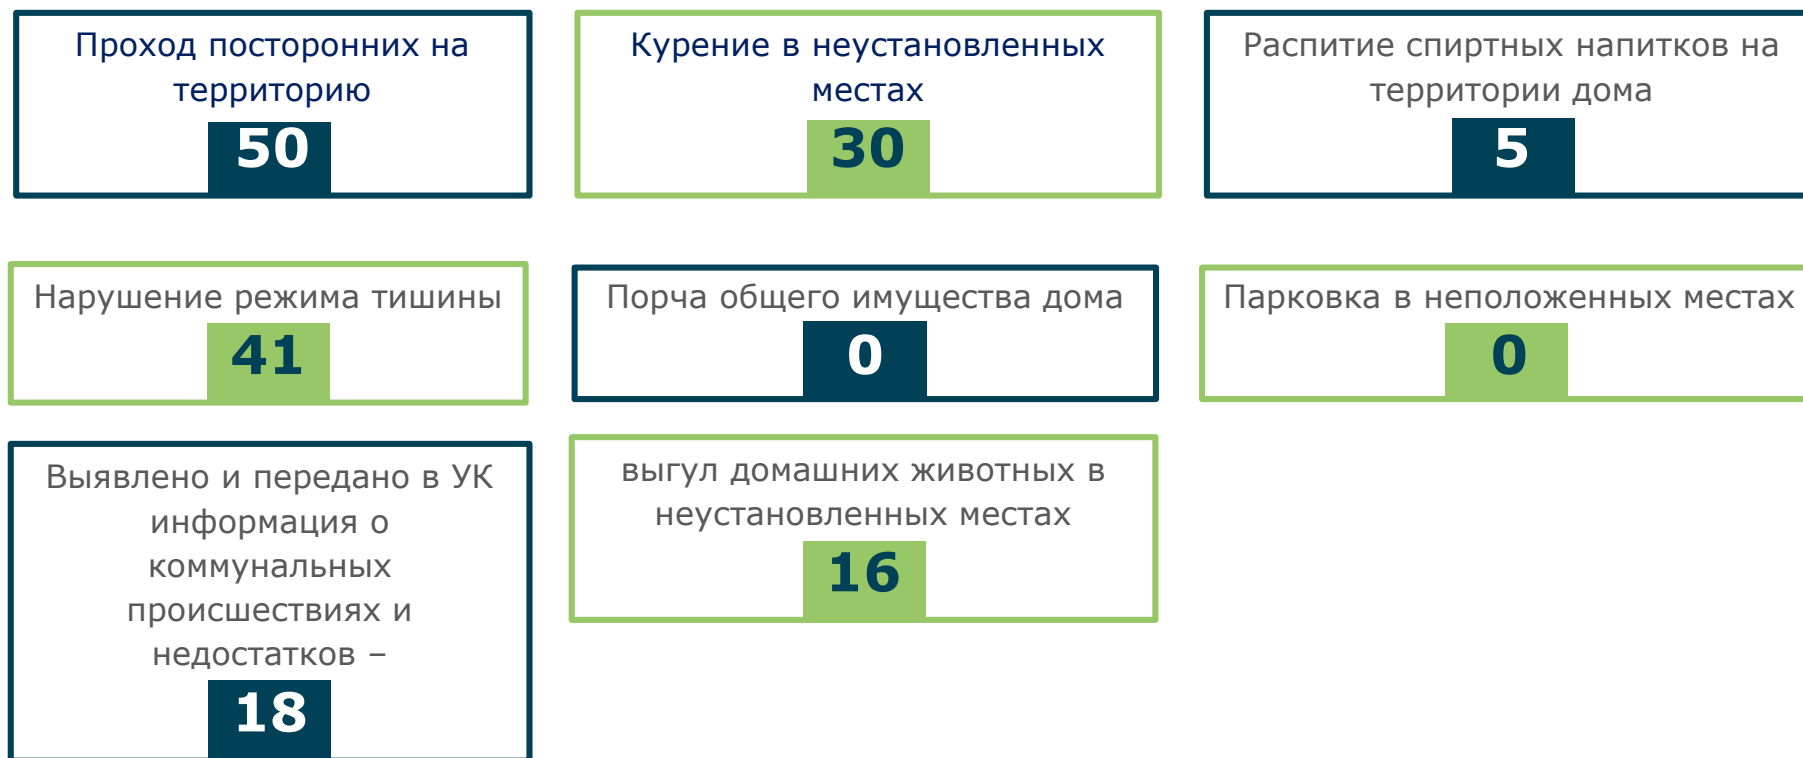 Проход посторонних на
территорию
50
Курение в неустановленных
местах
30
Распитие спиртных напитков на
территории дома
5
Нарушение режима тишины
41
Порча общего имущества дома
0
Парковка в неположенных местах
0
Выявлено и передано в УК
информация о
коммунальных
происшествиях и
недостатков –
18
выгул домашних животных в
неустановленных местах
16